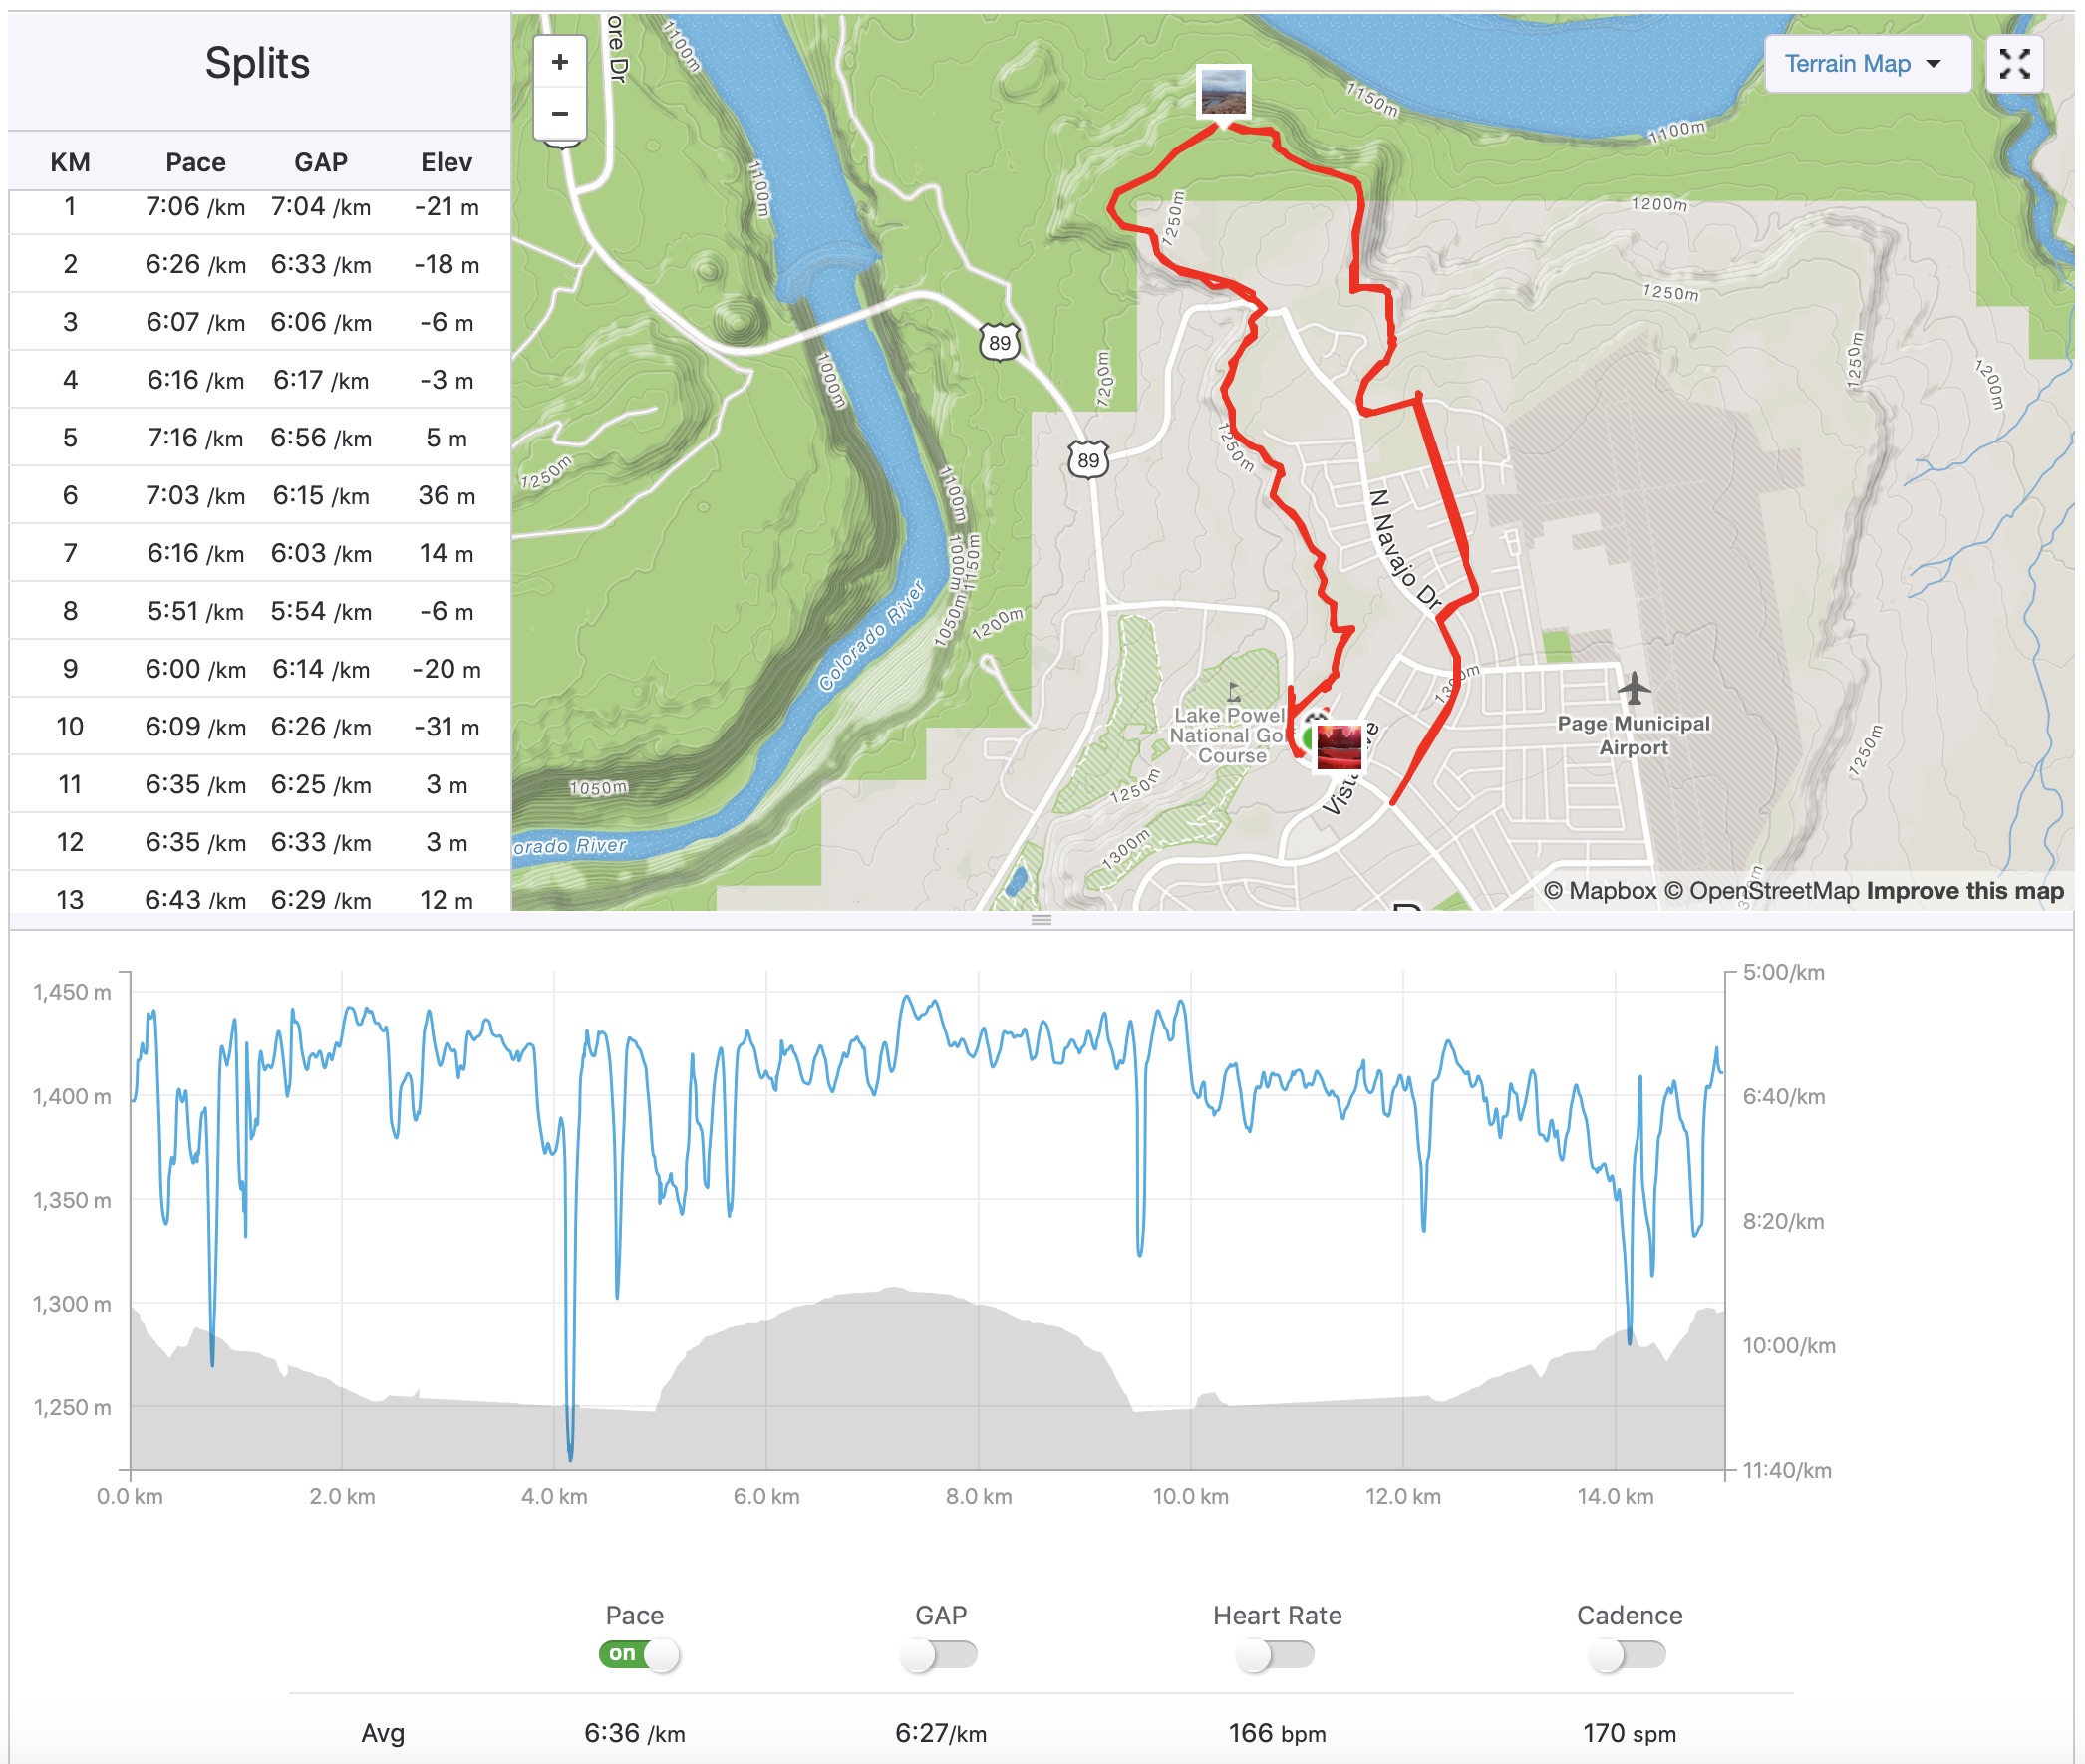 Splits
KM Pace GAP Elev
1 7:06 /km 7:04 /km -21 m
2 6:26 /km 6:33 /km -18 m
3 6:07 /km 6:06 /km -6 m
4 6:16 /km 6:17 /km -3 m
5 7:16 /km 6:56 /km 5 m
6 7:03 /km 6:15 /km 36 m
7 6:16 /km 6:03 /km 14 m
8 5:51 /km 5:54 /km -6 m
9 6:00 /km 6:14 /km -20 m
10 6:09 /km 6:26 /km -31 m
11 6:35 /km 6:25 /km 3 m
12 6:35 /km 6:33 /km 3 m
13 6:43 /km 6:29 /km 12 m
+
−
ore Dr
1100m
Terrain Map
1150m
1100m
1100m
1250m
1200m
1250m
89
1000m
1200m
1250m
1200m
89
1250m
1250m
1100m
N Navajo Dr
1000m
1150m
1050m
1200m
Colorado River
1300m
Lake Powell
National Go
Course
Page Municipal
Airport
Vista
ve
1250m
1050m
1250m
1300m
orado River
© Mapbox © OpenStreetMap Improve this map
1,450 m
1,400 m
1,350 m
1,300 m
1,250 m
5:00/km
6:40/km
8:20/km
10:00/km
11:40/km
0.0 km 2.0 km 4.0 km 6.0 km 8.0 km 10.0 km 12.0 km 14.0 km
Pace GAP Heart Rate Cadence
on
Avg 6:36 /km 6:27/km 166 bpm 170 spm